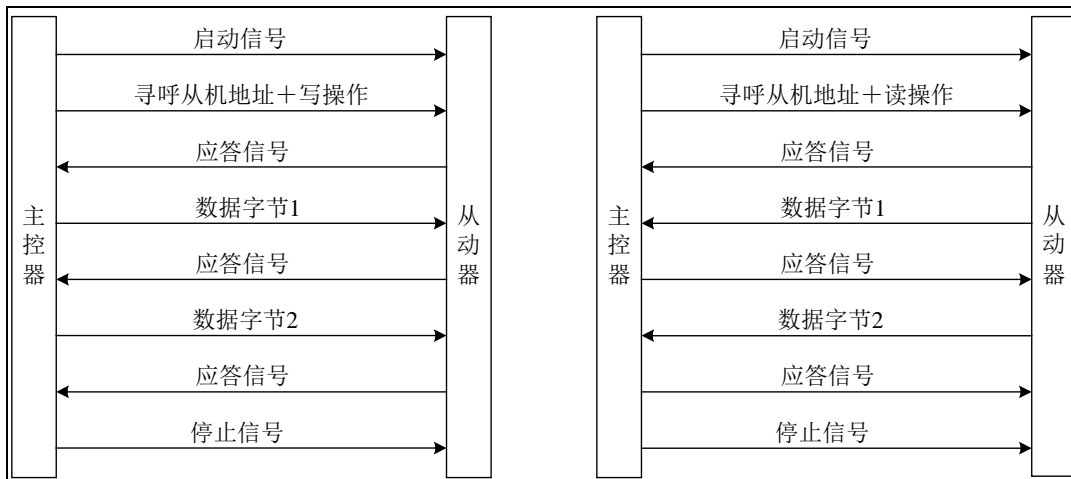 主控器
启动信号
寻呼从机地址＋写操作
应答信号
数据字节1
应答信号
数据字节2
应答信号
停止信号
从动器
主控器
启动信号
寻呼从机地址＋读操作
应答信号
数据字节1
应答信号
数据字节2
应答信号
停止信号
从动器